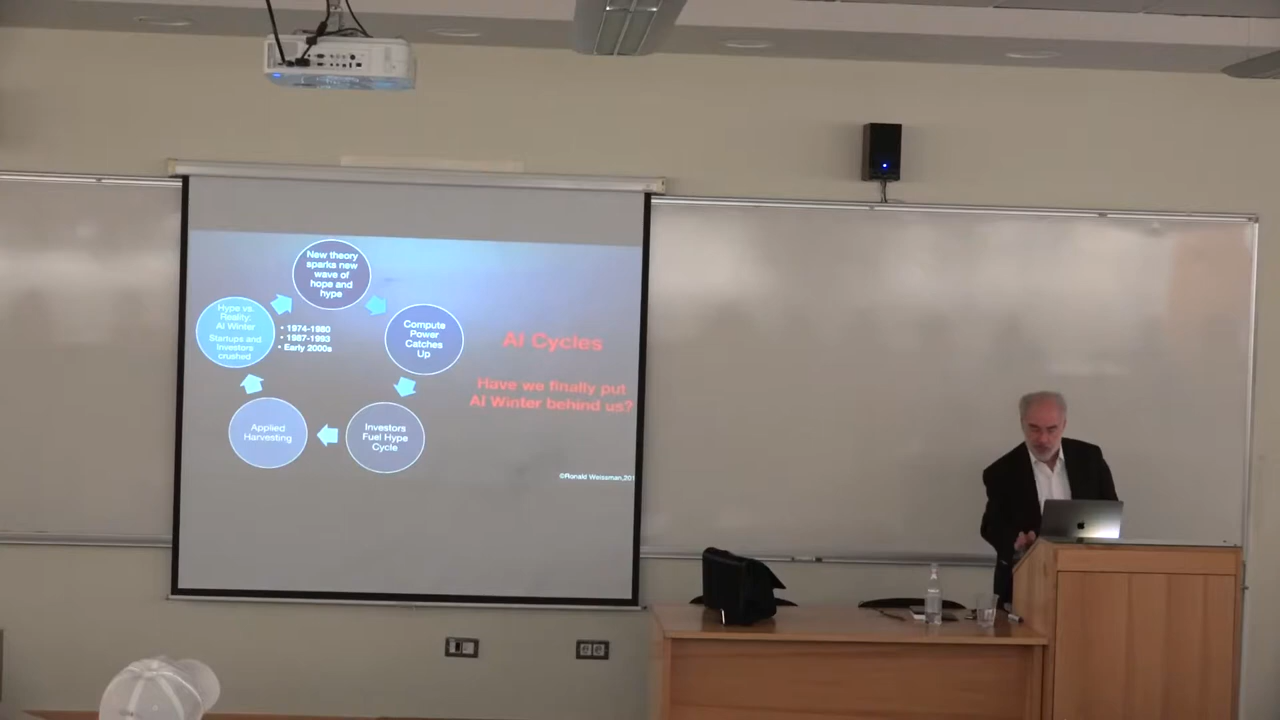 New theory
sparks new
wave of
hope and
hype
Hype vs.
Reality:
AI Winter
Startups and
Investors
crushed
• 1974-1980
• 1987-1993
• Early 2000s
Compute
Power
Catches
Up
AI Cycles
Have we finally put
AI Winter behind us?
Applied
Harvesting
Investors
Fuel Hype
Cycle
©Ronald Weissman,201